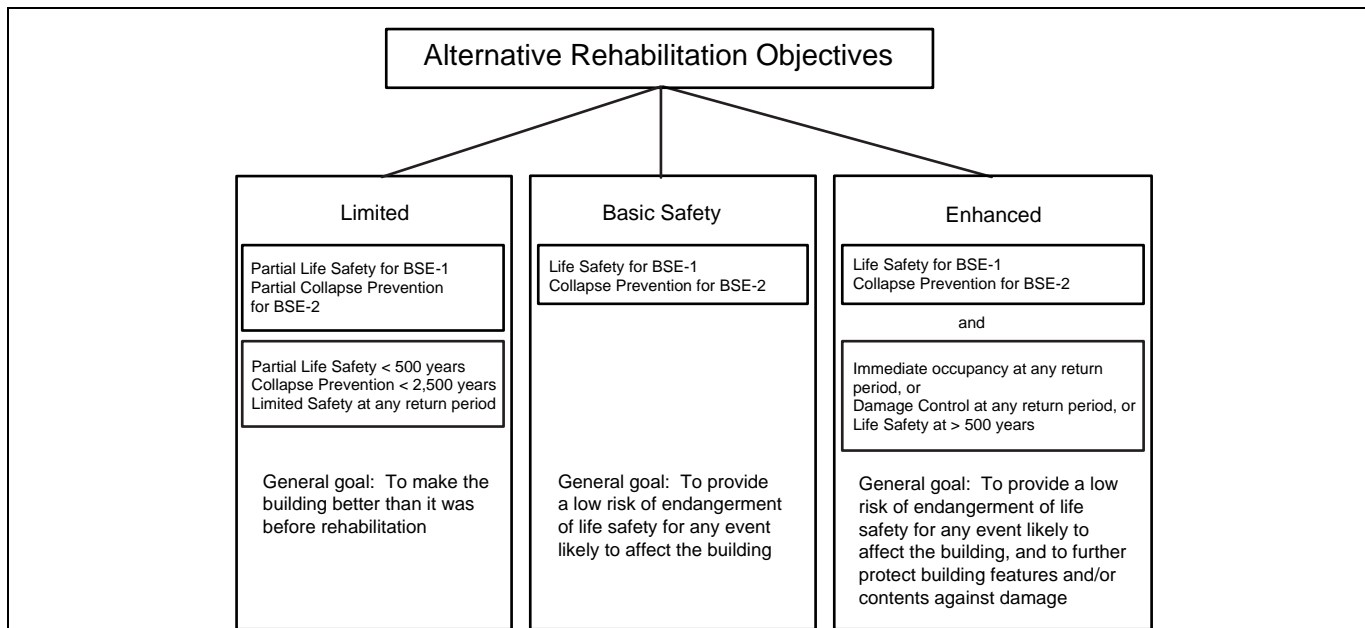 Alternative Rehabilitation Objectives
Limited
Partial Life Safety for BSE-1
Partial Collapse Prevention
for BSE-2
Partial Life Safety < 500 years
Collapse Prevention < 2,500 years
Limited Safety at any return period
General goal:  To make the
building better than it was
before rehabilitation
Basic Safety
Life Safety for BSE-1
Collapse Prevention for BSE-2
General goal:  To provide
a low risk of endangerment
of life safety for any event
likely to affect the building
Enhanced
Life Safety for BSE-1
Collapse Prevention for BSE-2
and
Immediate occupancy at any return
period, or
Damage Control at any return period, or
Life Safety at > 500 years
General goal:  To provide a low
risk of endangerment of life
safety for any event likely to
affect the building, and to further
protect building features and/or
contents against damage